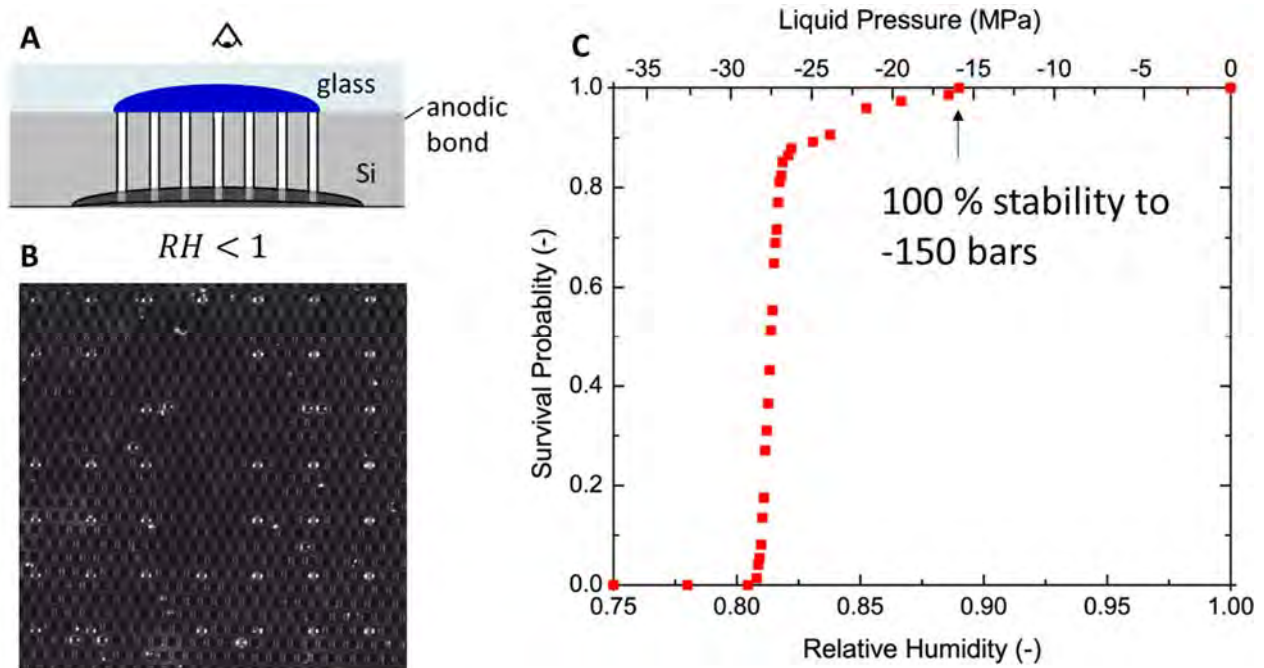 A
glass
anodic
bond
Si
RH < 1
B
C
Liquid Pressure (MPa)
-35 -30 -25 -20 -15 -10 -5 0
1.0
0.8
0.6
0.4
0.2
0.0
Survival Probablity (-)
100 % stability to
-150 bars
0.75 0.80 0.85 0.90 0.95 1.00
Relative Humidity (-)